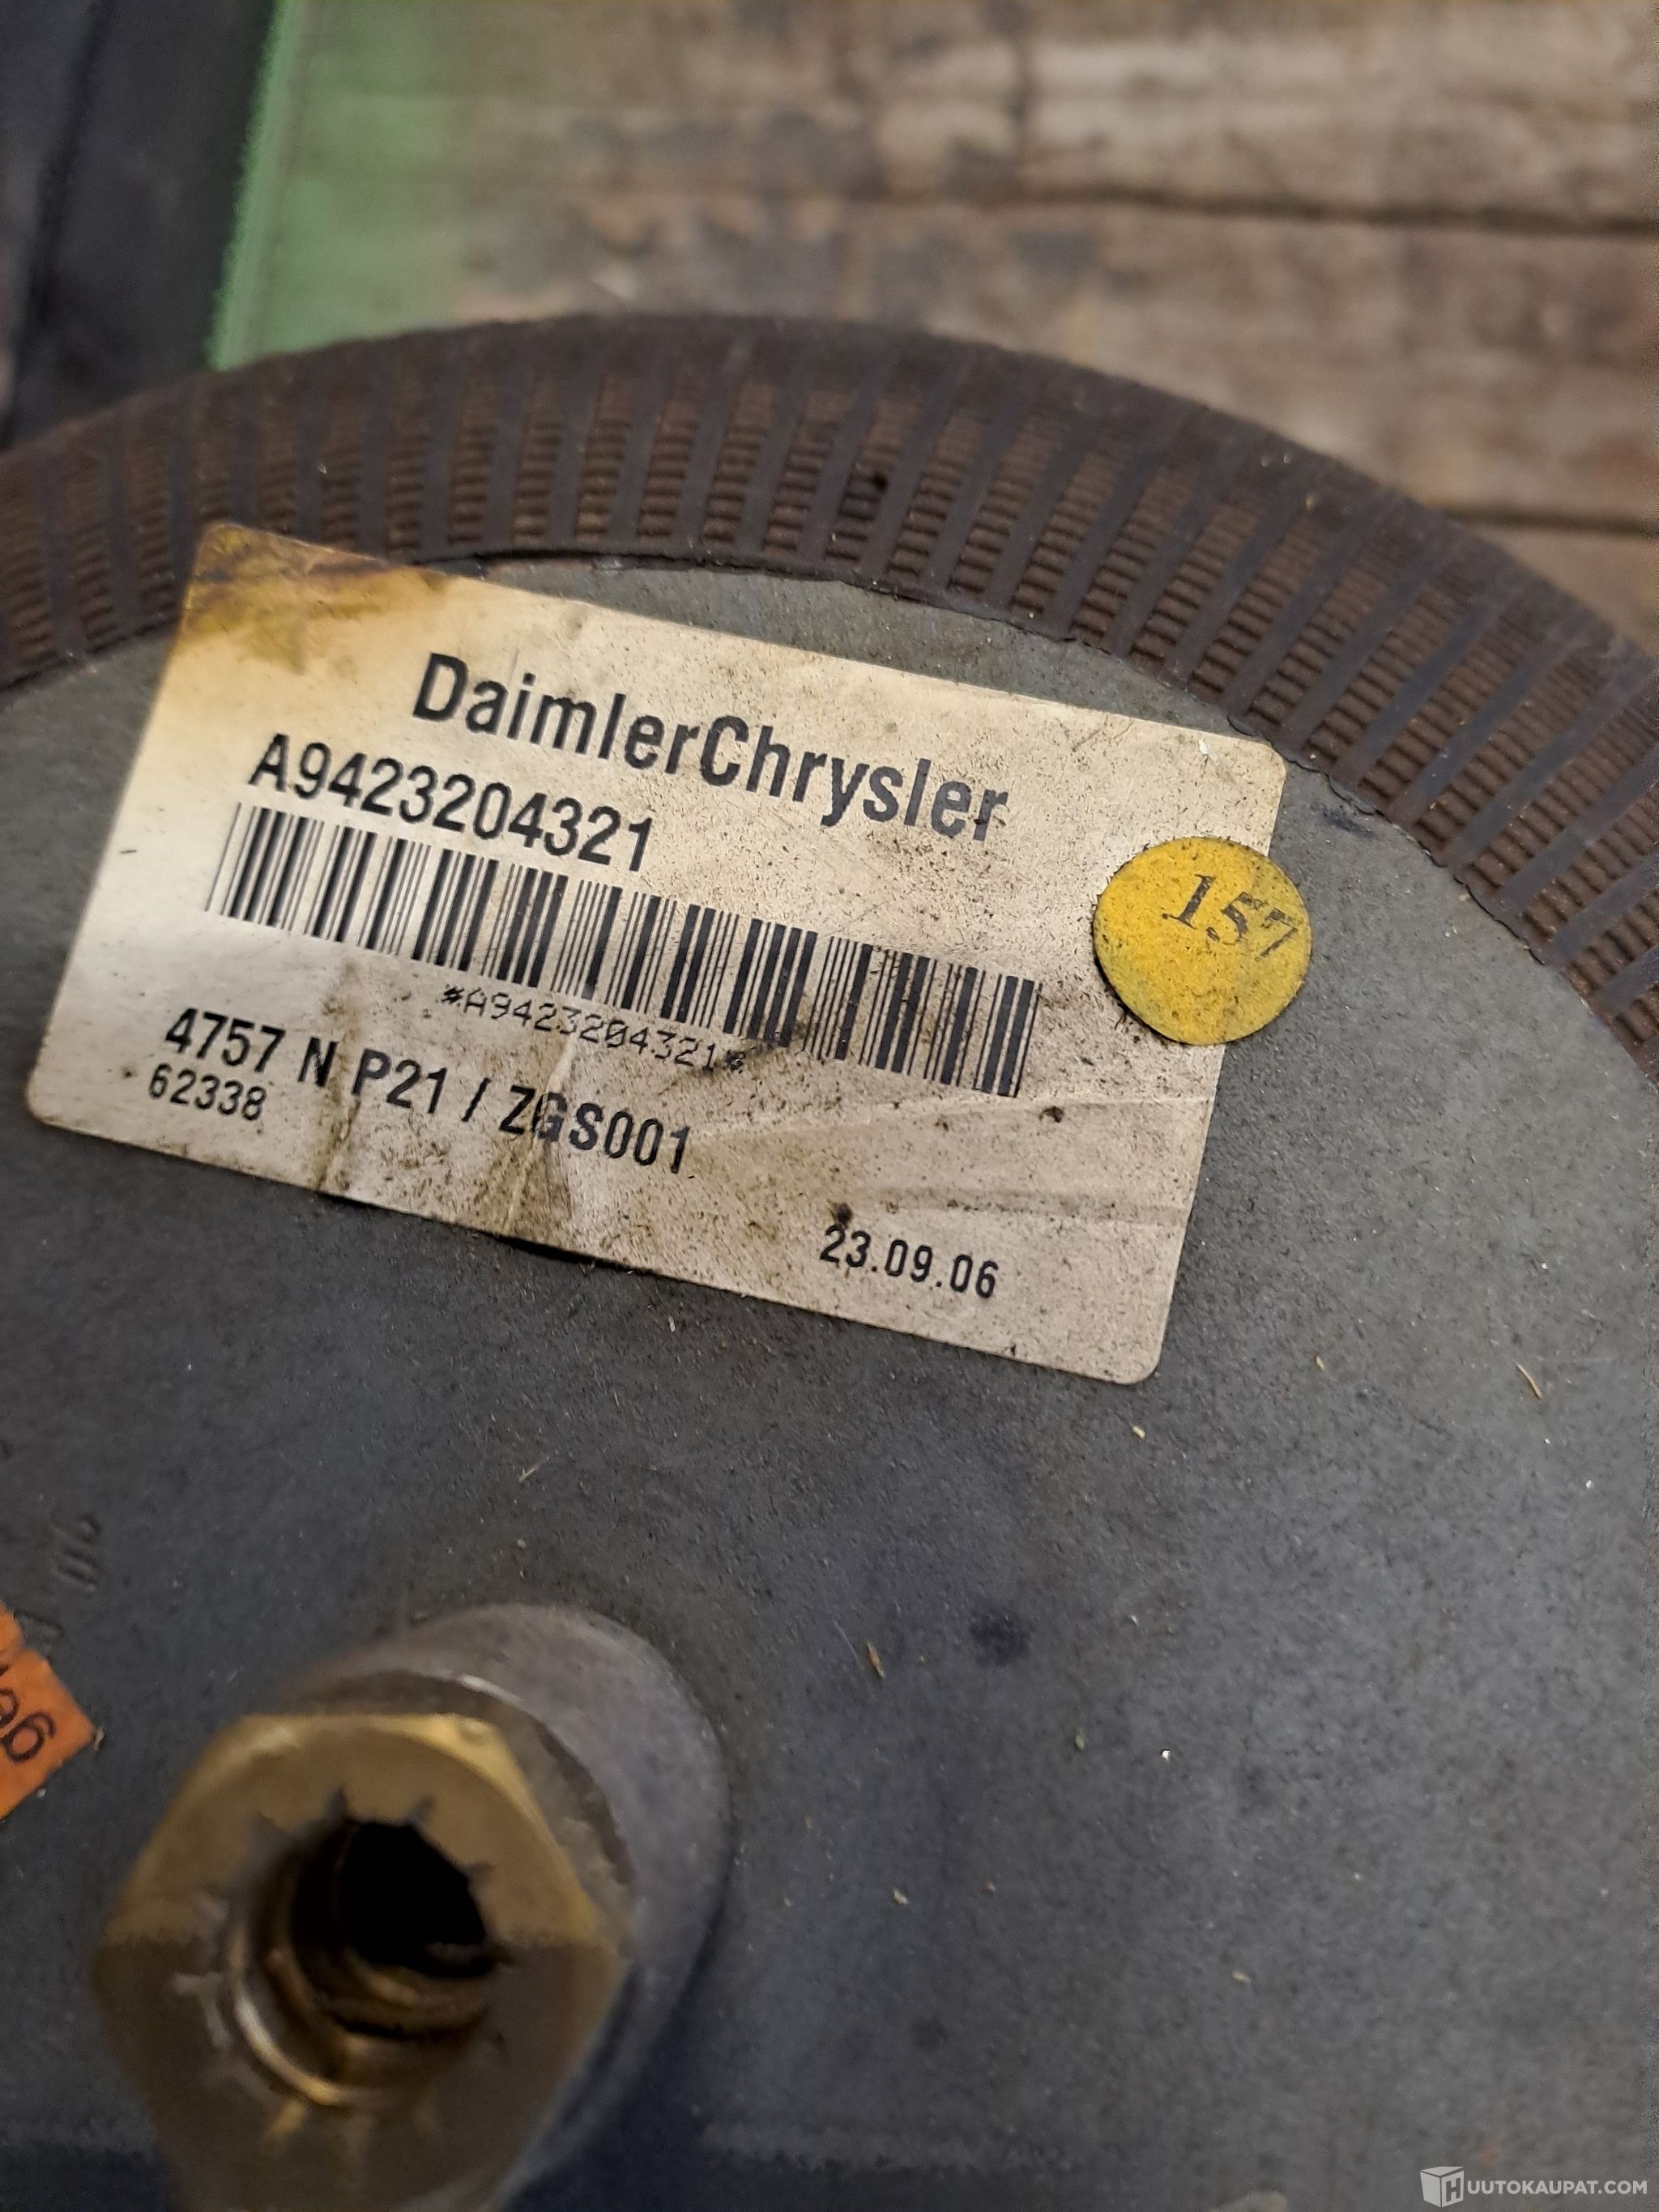 DaimlerChrysler
A9423204321
157
*A9423204321*
4757 N P21 / ZGS001
62338
23.09.06
HUUTOKAUPAT.COM